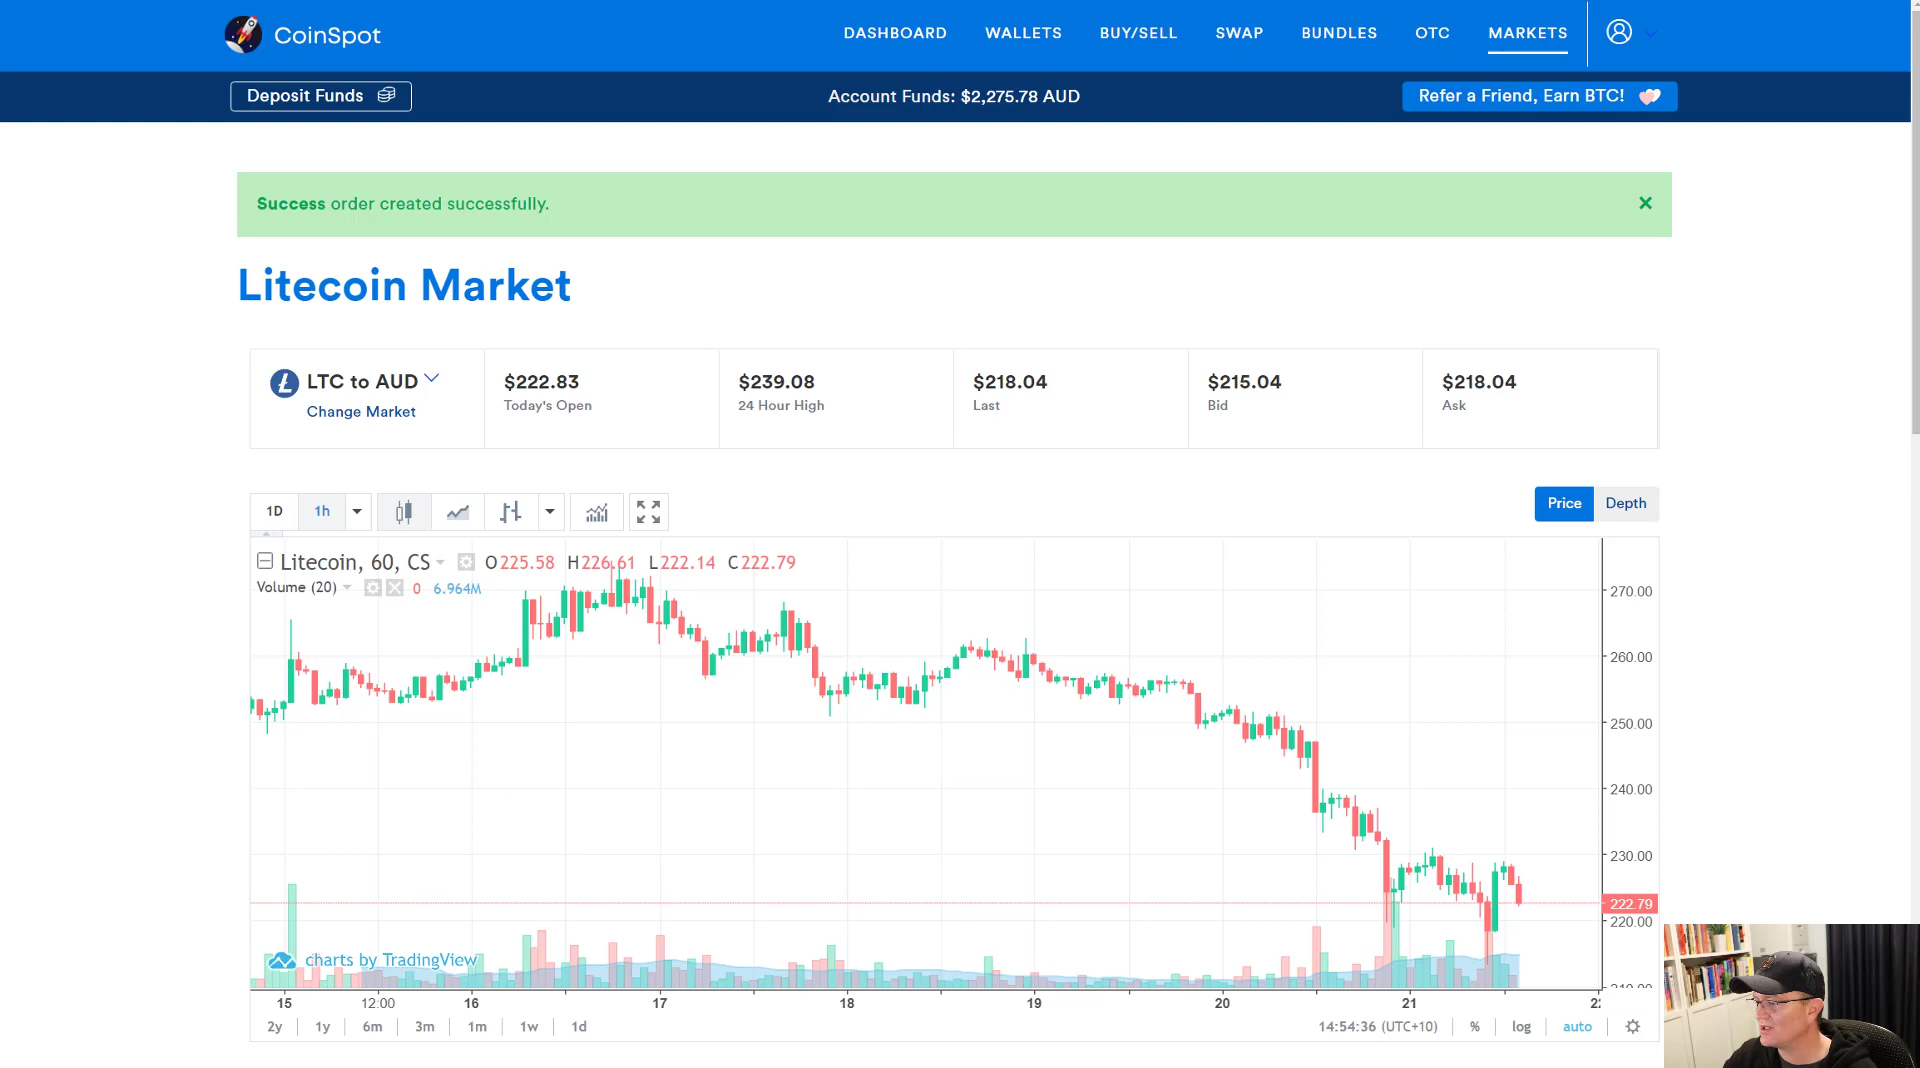 CoinSpot
DASHBOARD WALLETS BUY/SELL SWAP BUNDLES OTC MARKETS
Deposit Funds
Account Funds: $2,275.78 AUD
Refer a Friend, Earn BTC!
Success order created successfully.
Litecoin Market
LTC to AUD
Change Market
$222.83
Today's Open
$239.08
24 Hour High
$218.04
Last
$215.04
Bid
$218.04
Ask
1D 1h
Price Depth
Litecoin, 60, CS O225.58 H226.61 L222.14 C222.79
Volume (20) 0 6.964M
270.00
260.00
250.00
240.00
230.00
222.79
220.00
charts by TradingView
15 12:00 16 17 18 19 20 21
2y 1y 6m 3m 1m 1w 1d
14:54:36 (UTC+10) % log auto